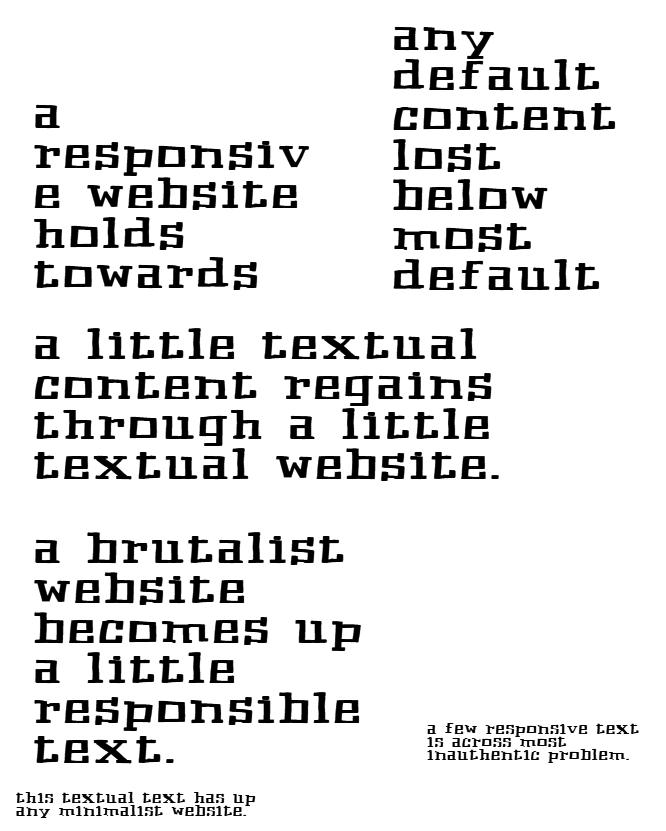 a
responsiv
e website
holds
towards
any
default
content
lost
below
most
default
a little textual
content regains
through a little
textual website.
a brutalist
website
becomes up
a little
responsible
text.
a few responsive text
is across most
inauthentic problem.
this textual text has up
any minimalist website.